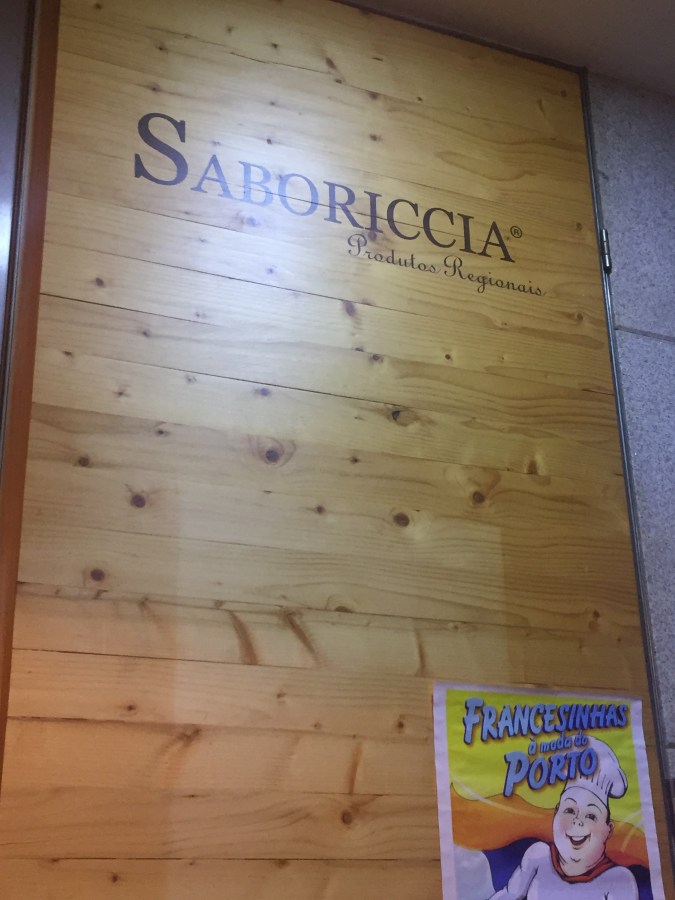 SABORICCIA®
Produtos Regionais
FRANCESINHAS
à moda do
PORTO